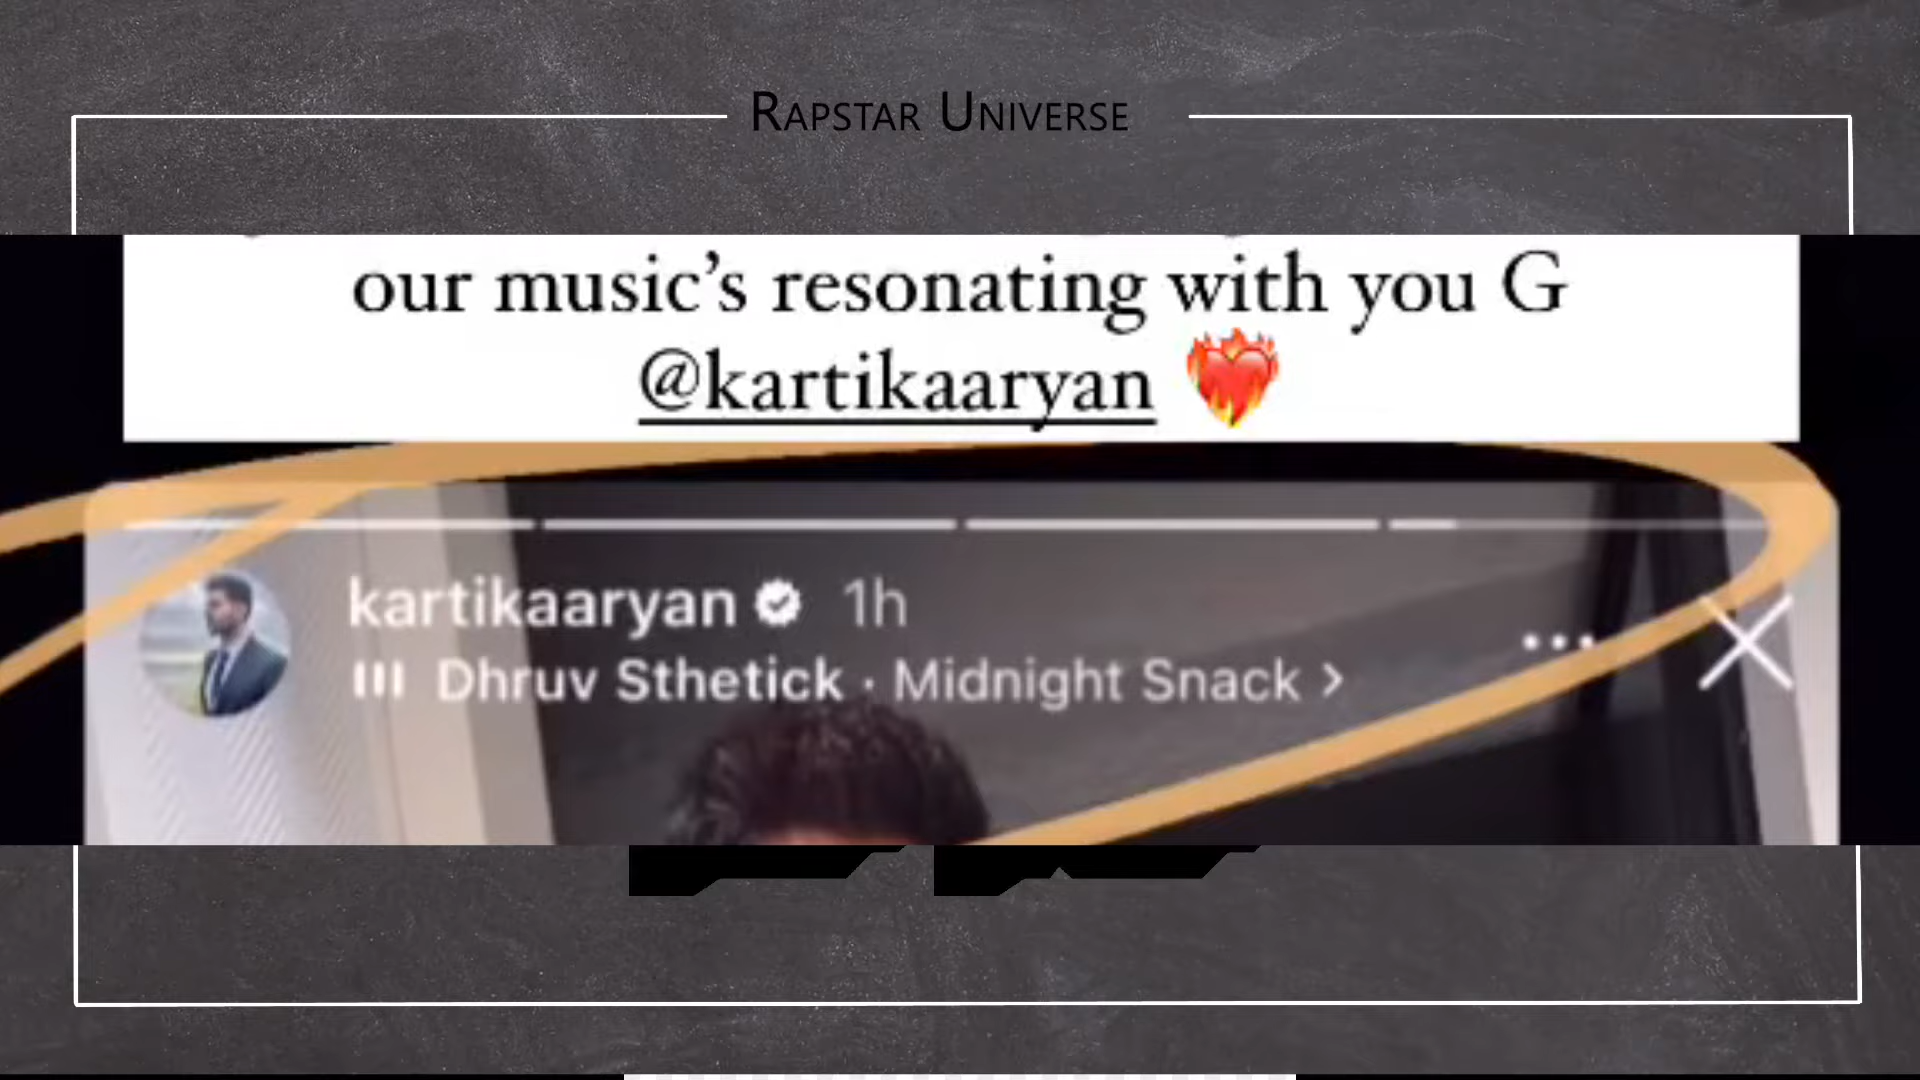 Rapstar Universe
our music’s resonating with you G
@kartikaaryan ❤️‍🔥
kartikaaryan 1h
Dhruv Sthetick · Midnight Snack >